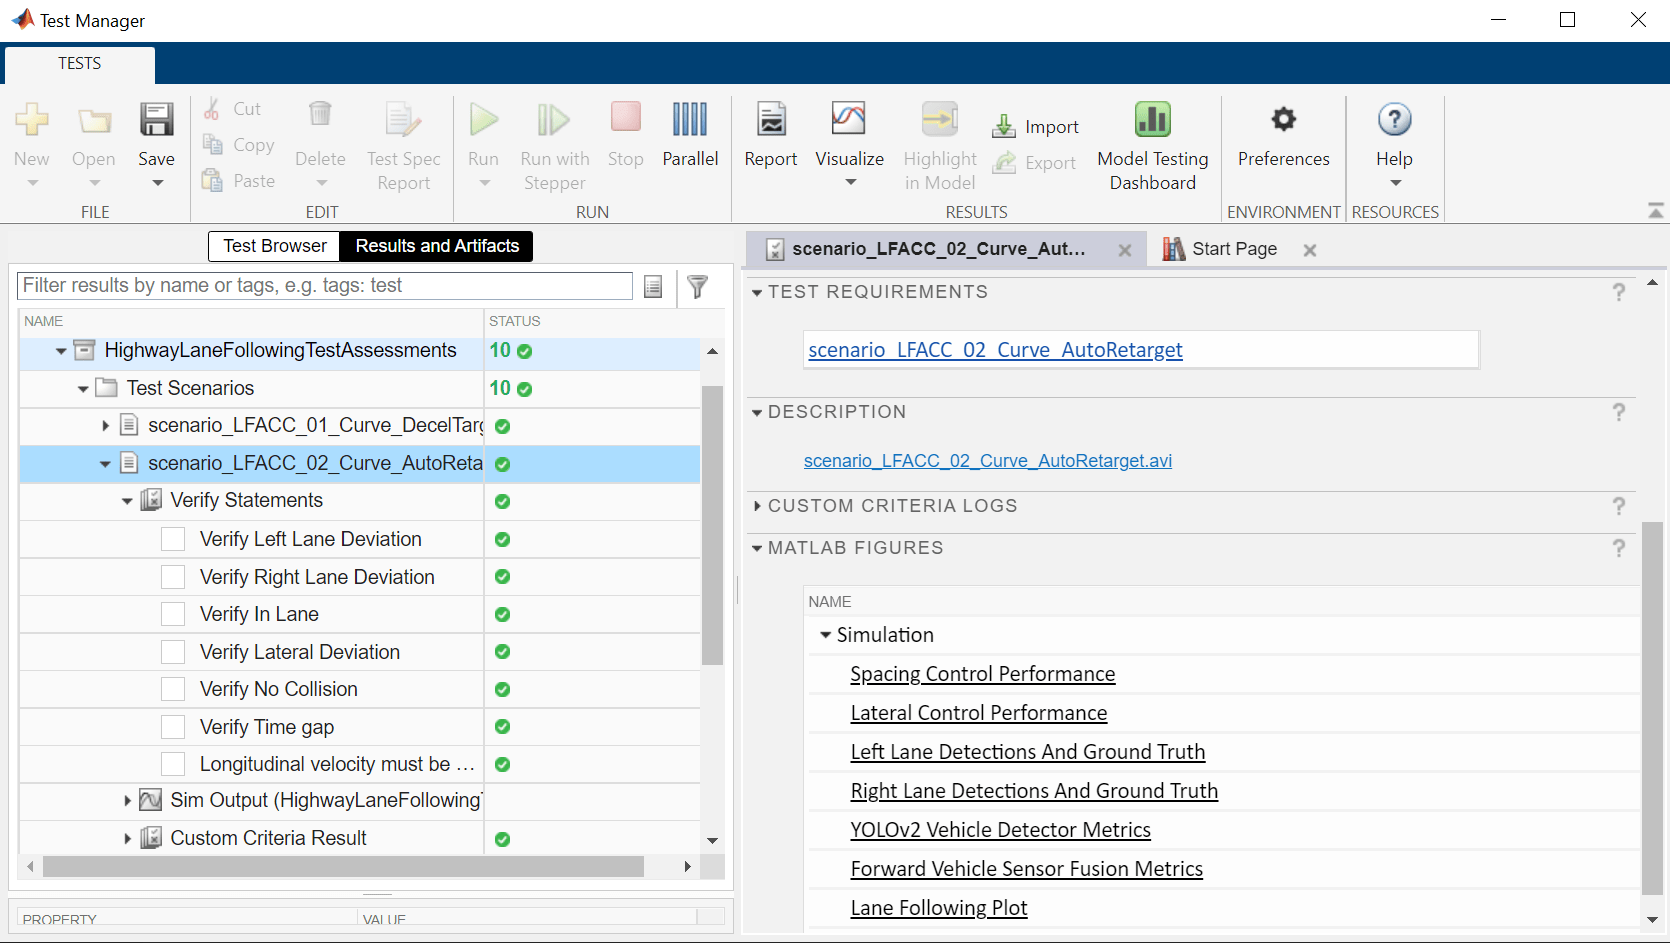 Test Manager
TESTS
New
Open
Save
FILE
Cut
Copy
Paste
Delete
Test Spec
Report
EDIT
Run
Run with
Stepper
Stop
Parallel
RUN
Report
Visualize
Highlight
in Model
Import
Export
Model Testing
Dashboard
RESULTS
Preferences
ENVIRONMENT
Help
RESOURCES
Test Browser
Results and Artifacts
Filter results by name or tags, e.g. tags: test
NAME STATUS
HighwayLaneFollowingTestAssessments 10
Test Scenarios 10
scenario_LFACC_01_Curve_DecelTarg
scenario_LFACC_02_Curve_AutoReta
Verify Statements
Verify Left Lane Deviation
Verify Right Lane Deviation
Verify In Lane
Verify Lateral Deviation
Verify No Collision
Verify Time gap
Longitudinal velocity must be ...
Sim Output (HighwayLaneFollowing
Custom Criteria Result
PROPERTY VALUE
scenario_LFACC_02_Curve_Aut...
Start Page
TEST REQUIREMENTS ?
scenario_LFACC_02_Curve_AutoRetarget
DESCRIPTION ?
scenario_LFACC_02_Curve_AutoRetarget.avi
CUSTOM CRITERIA LOGS ?
MATLAB FIGURES ?
NAME
Simulation
Spacing Control Performance
Lateral Control Performance
Left Lane Detections And Ground Truth
Right Lane Detections And Ground Truth
YOLOv2 Vehicle Detector Metrics
Forward Vehicle Sensor Fusion Metrics
Lane Following Plot